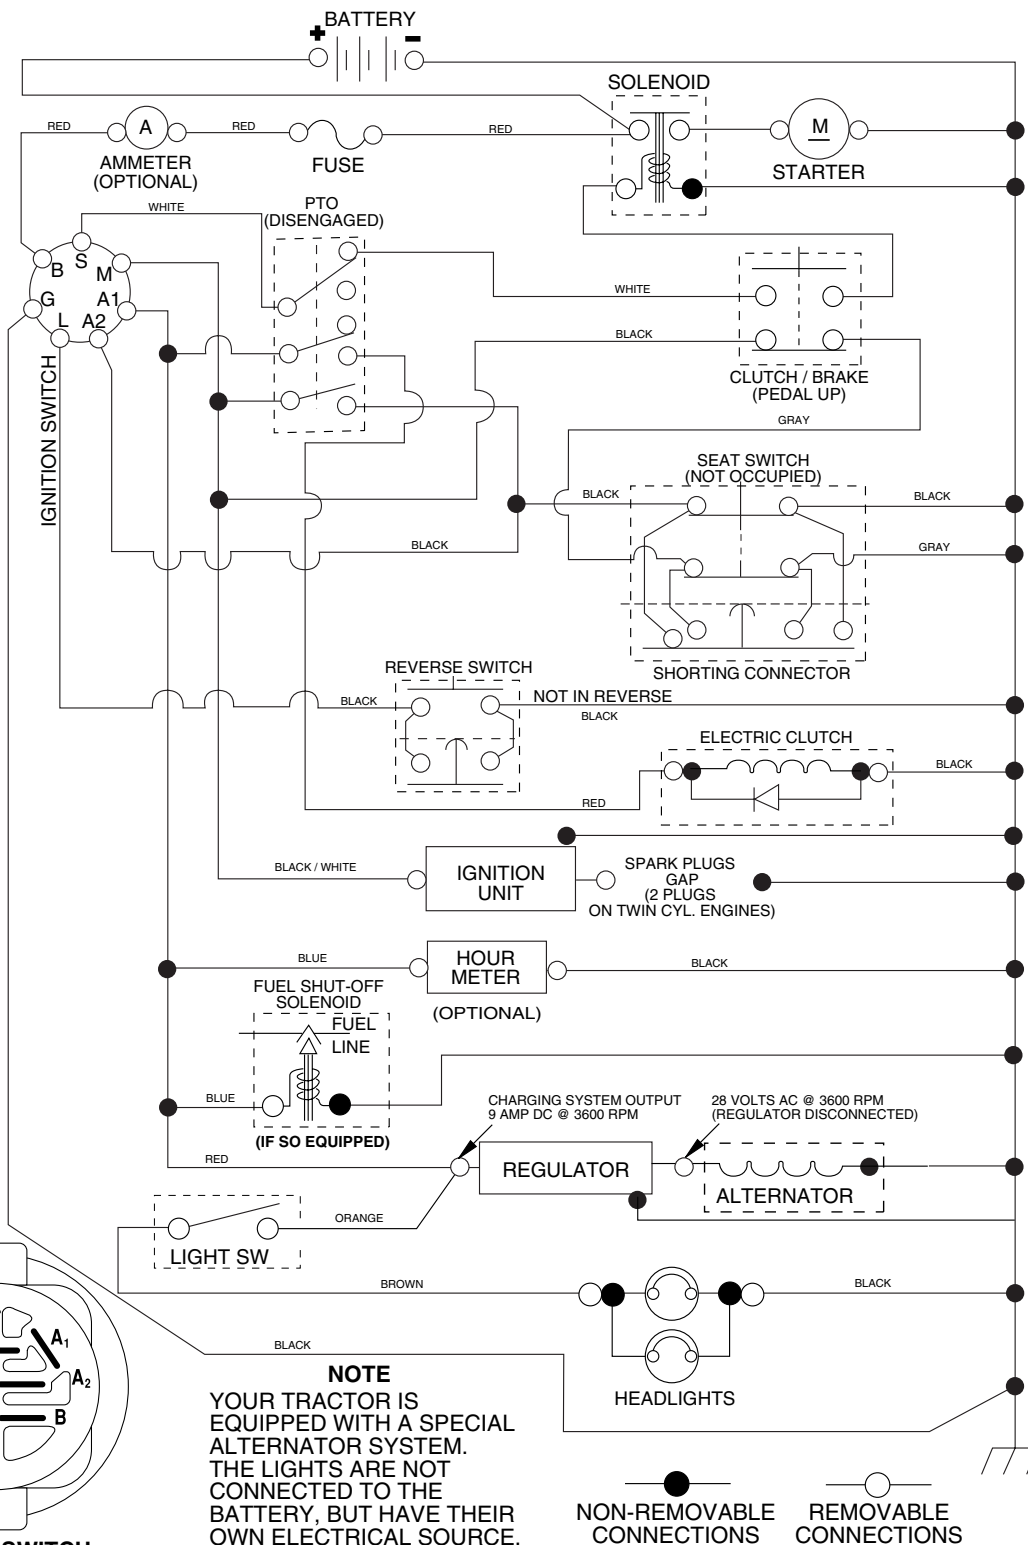 BATTERY
+ -
SOLENOID
RED
A
RED
RED
M
AMMETER
(OPTIONAL)
FUSE
STARTER
WHITE
PTO
(DISENGAGED)
B
S
M
G
A1
L
A2
IGNITION SWITCH
WHITE
BLACK
CLUTCH / BRAKE
(PEDAL UP)
GRAY
SEAT SWITCH
(NOT OCCUPIED)
BLACK
BLACK
BLACK
GRAY
SHORTING CONNECTOR
REVERSE SWITCH
BLACK
NOT IN REVERSE
BLACK
ELECTRIC CLUTCH
BLACK
RED
BLACK / WHITE
IGNITION
UNIT
SPARK PLUGS
GAP
(2 PLUGS
ON TWIN CYL. ENGINES)
BLUE
HOUR
METER
BLACK
(OPTIONAL)
FUEL SHUT-OFF
SOLENOID
FUEL
LINE
BLUE
(IF SO EQUIPPED)
CHARGING SYSTEM OUTPUT
9 AMP DC @ 3600 RPM
28 VOLTS AC @ 3600 RPM
(REGULATOR DISCONNECTED)
RED
REGULATOR
ALTERNATOR
ORANGE
LIGHT SW
BROWN
BLACK
A1
A2
B
BLACK
HEADLIGHTS
NOTE
YOUR TRACTOR IS
EQUIPPED WITH A SPECIAL
ALTERNATOR SYSTEM.
THE LIGHTS ARE NOT
CONNECTED TO THE
BATTERY, BUT HAVE THEIR
OWN ELECTRICAL SOURCE.
NON-REMOVABLE
CONNECTIONS
REMOVABLE
CONNECTIONS